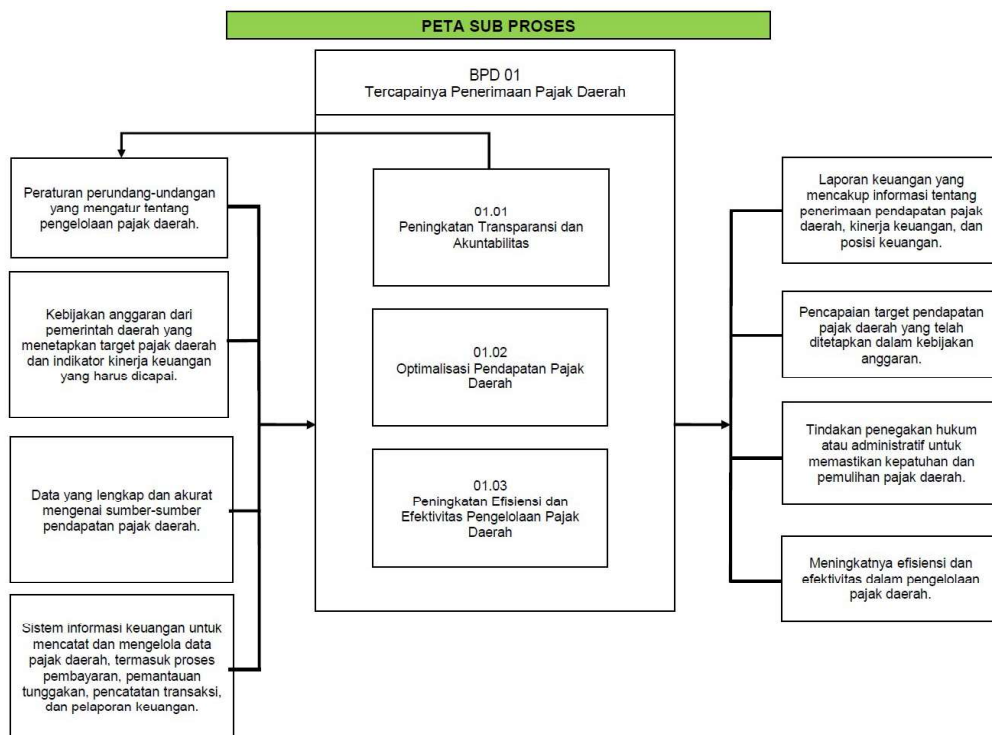 PETA SUB PROSES
BPD 01
Tercapainya Penerimaan Pajak Daerah
Peraturan perundang-undangan
yang mengatur tentang
pengelolaan pajak daerah.
Kebijakan anggaran dari
pemerintah daerah yang
menetapkan target pajak daerah
dan indikator kinerja keuangan
yang harus dicapai.
Data yang lengkap dan akurat
mengenai sumber-sumber
pendapatan pajak daerah.
Sistem informasi keuangan untuk
mencatat dan mengelola data
pajak daerah, termasuk proses
pembayaran, pemantauan
tunggakan, pencatatan transaksi,
dan pelaporan keuangan.
01.01
Peningkatan Transparansi dan
Akuntabilitas
01.02
Optimalisasi Pendapatan Pajak
Daerah
01.03
Peningkatan Efisiensi dan
Efektivitas Pengelolaan Pajak
Daerah
Laporan keuangan yang
mencakup informasi tentang
penerimaan pendapatan pajak
daerah, kinerja keuangan, dan
posisi keuangan.
Pencapaian target pendapatan
pajak daerah yang telah
ditetapkan dalam kebijakan
anggaran.
Tindakan penegakan hukum
atau administratif untuk
memastikan kepatuhan dan
pemulihan pajak daerah.
Meningkatnya efisiensi dan
efektivitas dalam pengelolaan
pajak daerah.